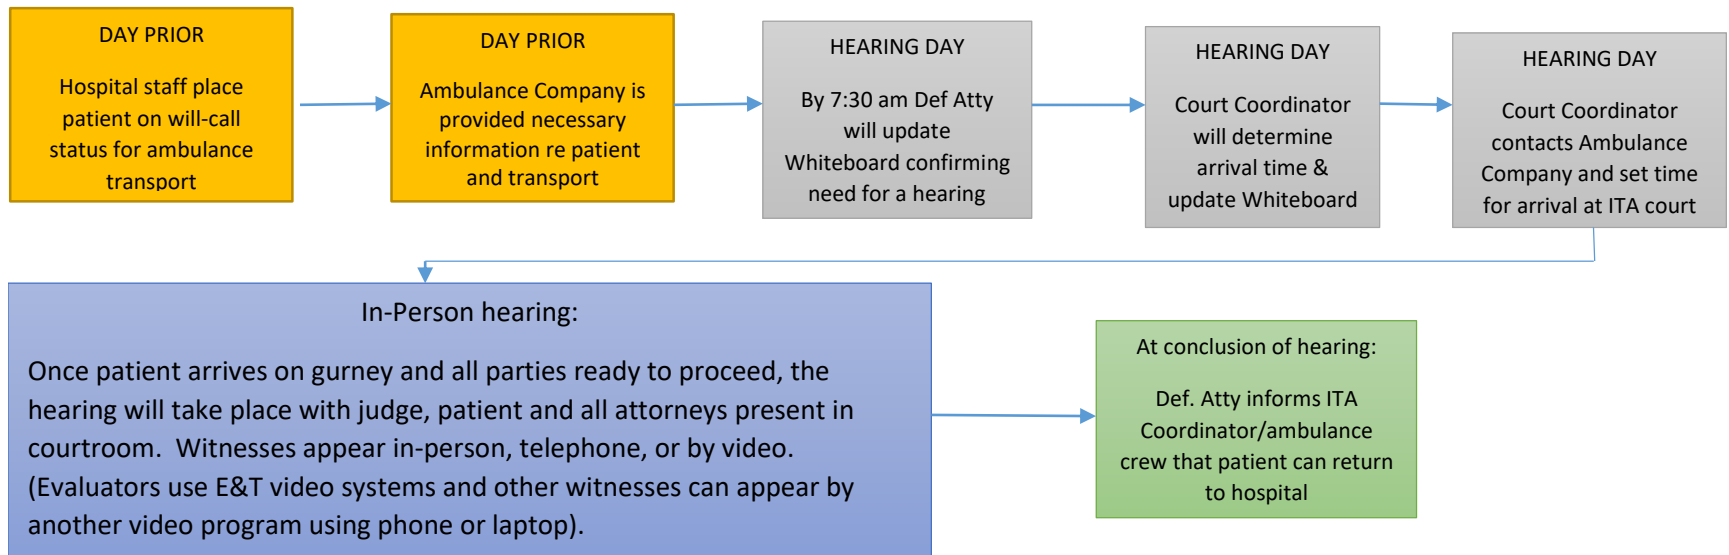 DAY PRIOR
Hospital staff place
patient on will-call
status for ambulance
transport
DAY PRIOR
Ambulance Company is
provided necessary
information re patient
and transport
HEARING DAY
By 7:30 am Def Atty
will update
Whiteboard confirming
need for a hearing
HEARING DAY
Court Coordinator
will determine
arrival time &
update Whiteboard
HEARING DAY
Court Coordinator
contacts Ambulance
Company and set time
for arrival at ITA court
In-Person hearing:
Once patient arrives on gurney and all parties ready to proceed, the
hearing will take place with judge, patient and all attorneys present in
courtroom.  Witnesses appear in-person, telephone, or by video.
(Evaluators use E&T video systems and other witnesses can appear by
another video program using phone or laptop).
At conclusion of hearing:
Def. Atty informs ITA
Coordinator/ambulance
crew that patient can return
to hospital